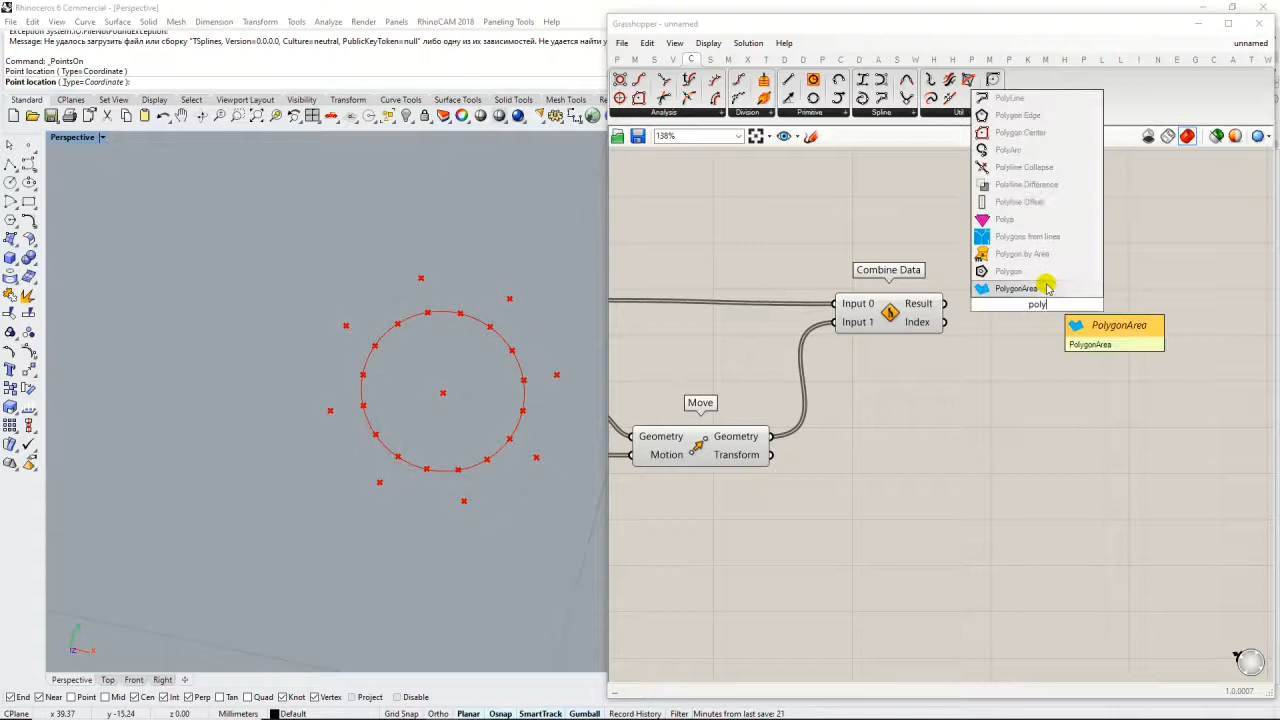 Rhinoceros 6 Commercial - [Perspective]
File Edit View Curve Surface Solid Mesh Dimension Transform Tools Analyze Render Panels RhinoCAM 2018 Paneling Tools Help
Exception System.IO.FileNotFoundException:
Message: Не удалось загрузить файл или сборку "TSplines, Version=0.0.0.0, Culture=neutral, PublicKeyToken=null" либо одну из их зависимостей. Не удается найти у
Command: _PointsOn
Point location ( Type=Coordinate )
Point location ( Type=Coordinate ):
Standard CPlanes Set View Display Select Viewport Layout Visibility Transform Curve Tools Surface Tools Solid Tools Mesh Tools
Perspective
Perspective Top Front Right
End Near Point Mid Cen Int Perp Tan Quad Knot Vertex Project Disable
CPlane x 39.37 y -15.24 z 0.00 Millimeters Default Grid Snap Ortho Planar Osnap SmartTrack Gumball Record History Filter Minutes from last save: 21
Grasshopper - unnamed
File Edit View Display Solution Help unnamed
P M S V C S M I T D W B E F H K L L M N P P S T U M P M T A T W
Analysis Division Primitive Spline Util
138%
Combine Data
Input 0 Result
Input 1 Index
Move
Geometry Geometry
Motion Transform
PolyLine
Polygon Edge
Polygon Center
PolyArc
Polyline Collapse
Polyline Difference
Polyline Offset
Polyp
Polygons from lines
Polygon by Area
Polygon
PolygonArea
poly
PolygonArea
PolygonArea
1.0.0007